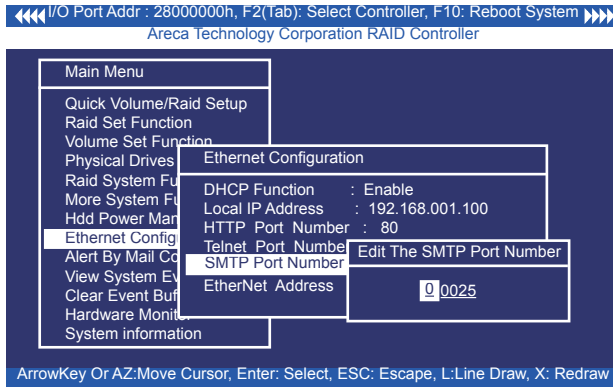 I/O Port Addr : 28000000h, F2(Tab): Select Controller, F10: Reboot System
Areca Technology Corporation RAID Controller
Main Menu
Quick Volume/Raid Setup
Raid Set Function
Volume Set Function
Physical Drives
Raid System Fu
More System Fu
Hdd Power Man
Ethernet Config
Alert By Mail Co
View System Ev
Clear Event Buf
Hardware Monit
System information
Ethernet Configuration
DHCP Function : Enable
Local IP Address : 192.168.001.100
HTTP Port Number : 80
Telnet Port Numbe
SMTP Port Number
EtherNet Address
Edit The SMTP Port Number
0 0025
ArrowKey Or AZ:Move Cursor, Enter: Select, ESC: Escape, L:Line Draw, X: Redraw